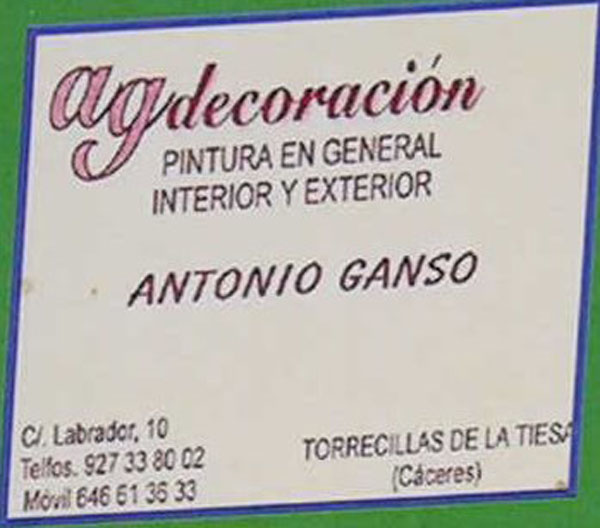 agdecoración
PINTURA EN GENERAL
INTERIOR Y EXTERIOR
ANTONIO GANSO
C/. Labrador, 10
Telfos. 927 33 80 02
Móvil 646 61 36 33
TORRECILLAS DE LA TIESA
(Cáceres)